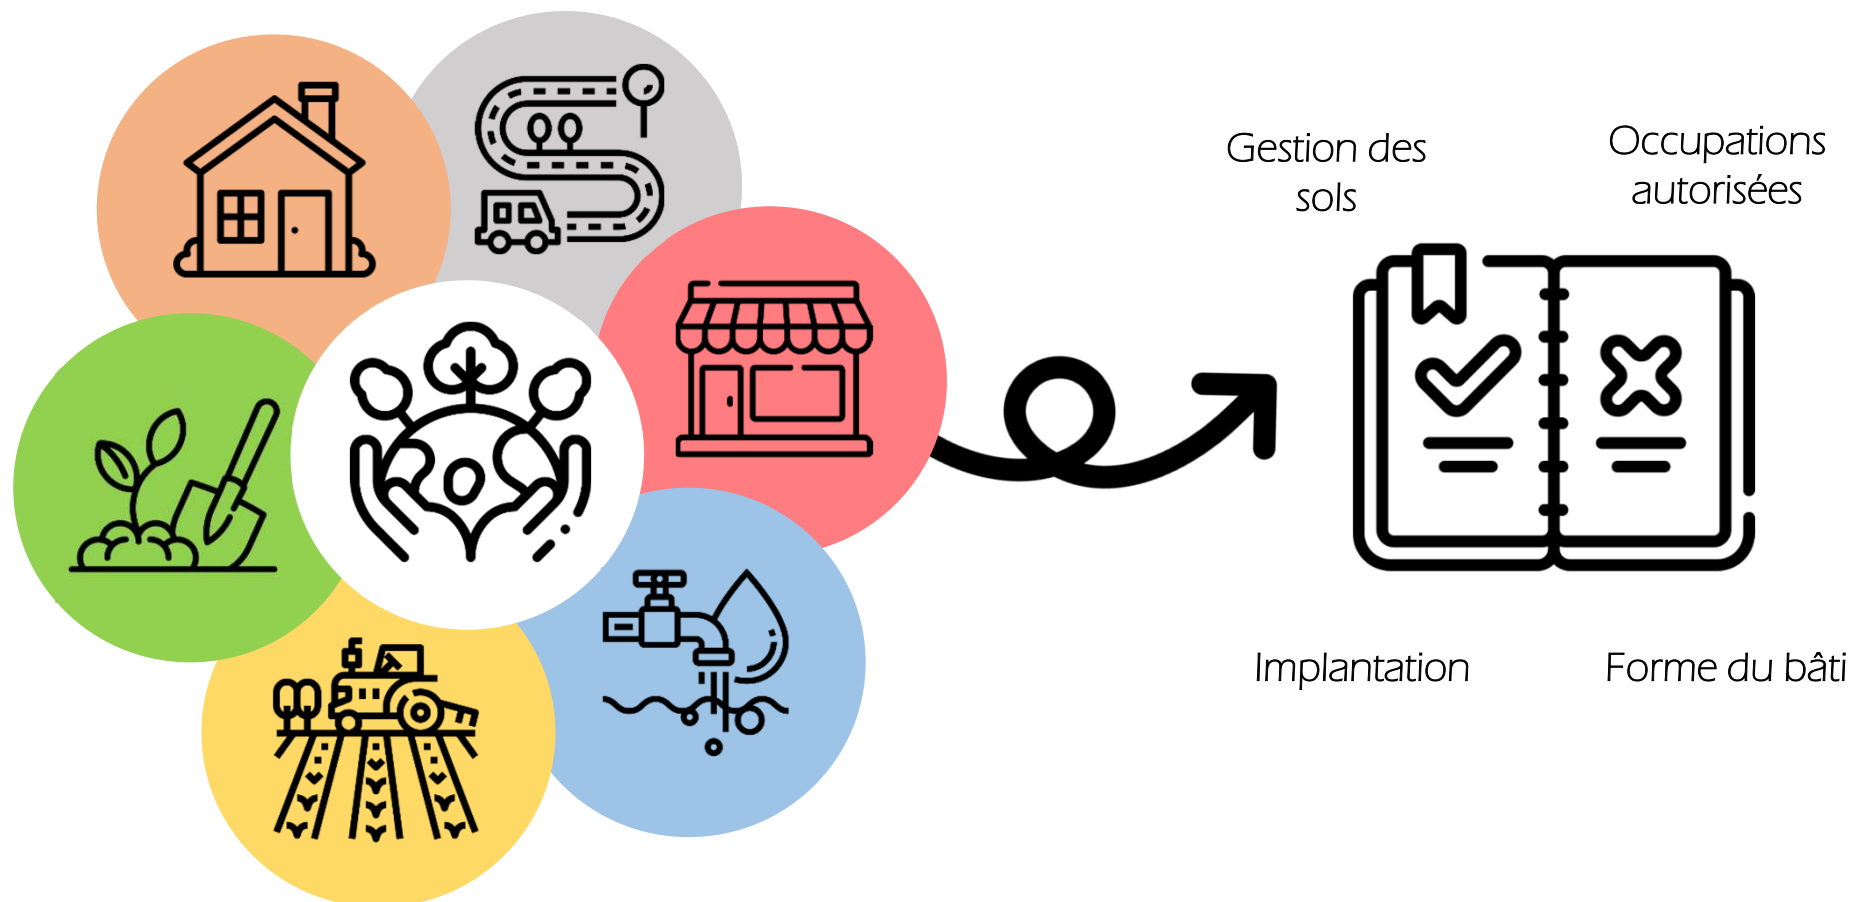 Gestion des
sols
Occupations
autorisées
Implantation
Forme du bâti